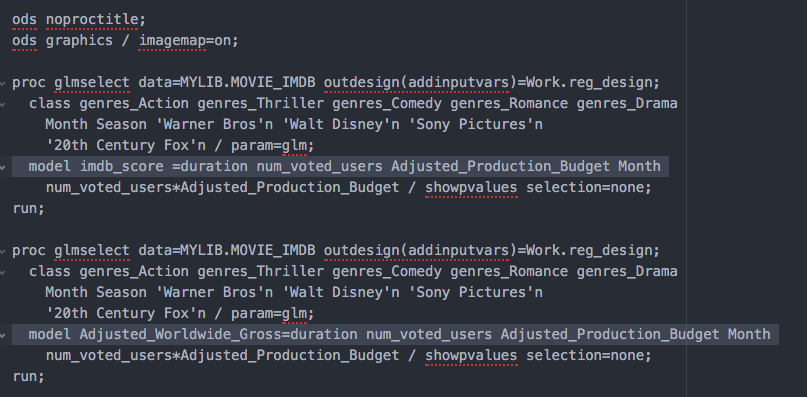 ods noproctitle;
ods graphics / imagemap=on;
proc glmselect data=MYLIB.MOVIE_IMDB outdesign(addinputvars)=Work.reg_design;
class genres_Action genres_Thriller genres_Comedy genres_Romance genres_Drama
Month Season 'Warner Bros'n 'Walt Disney'n 'Sony Pictures'n
'20th Century Fox'n / param=glm;
model imdb_score =duration num_voted_users Adjusted_Production_Budget Month
num_voted_users*Adjusted_Production_Budget / showpvalues selection=none;
run;
proc glmselect data=MYLIB.MOVIE_IMDB outdesign(addinputvars)=Work.reg_design;
class genres_Action genres_Thriller genres_Comedy genres_Romance genres_Drama
Month Season 'Warner Bros'n 'Walt Disney'n 'Sony Pictures'n
'20th Century Fox'n / param=glm;
model Adjusted_Worldwide_Gross=duration num_voted_users Adjusted_Production_Budget Month
num_voted_users*Adjusted_Production_Budget / showpvalues selection=none;
run;